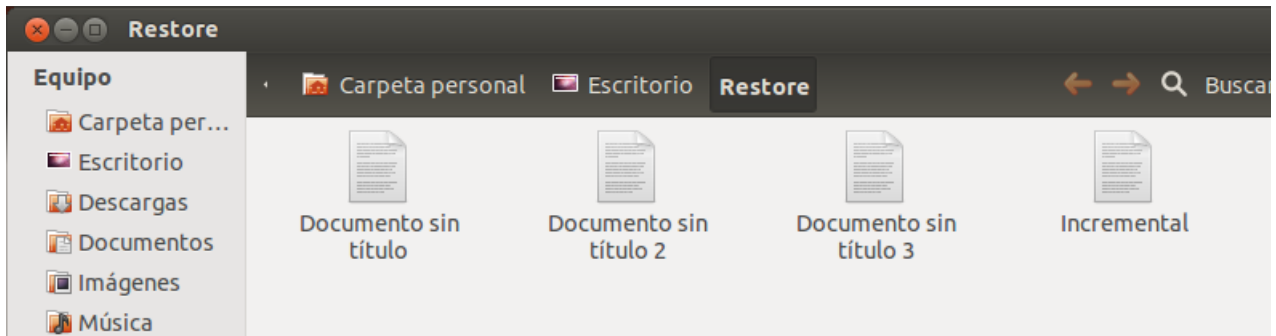 Restore
Equipo
Carpeta per...
Escritorio
Descargas
Documentos
Imágenes
Música
Carpeta personal Escritorio Restore Buscar
Documento sin
título
Documento sin
título 2
Documento sin
título 3
Incremental